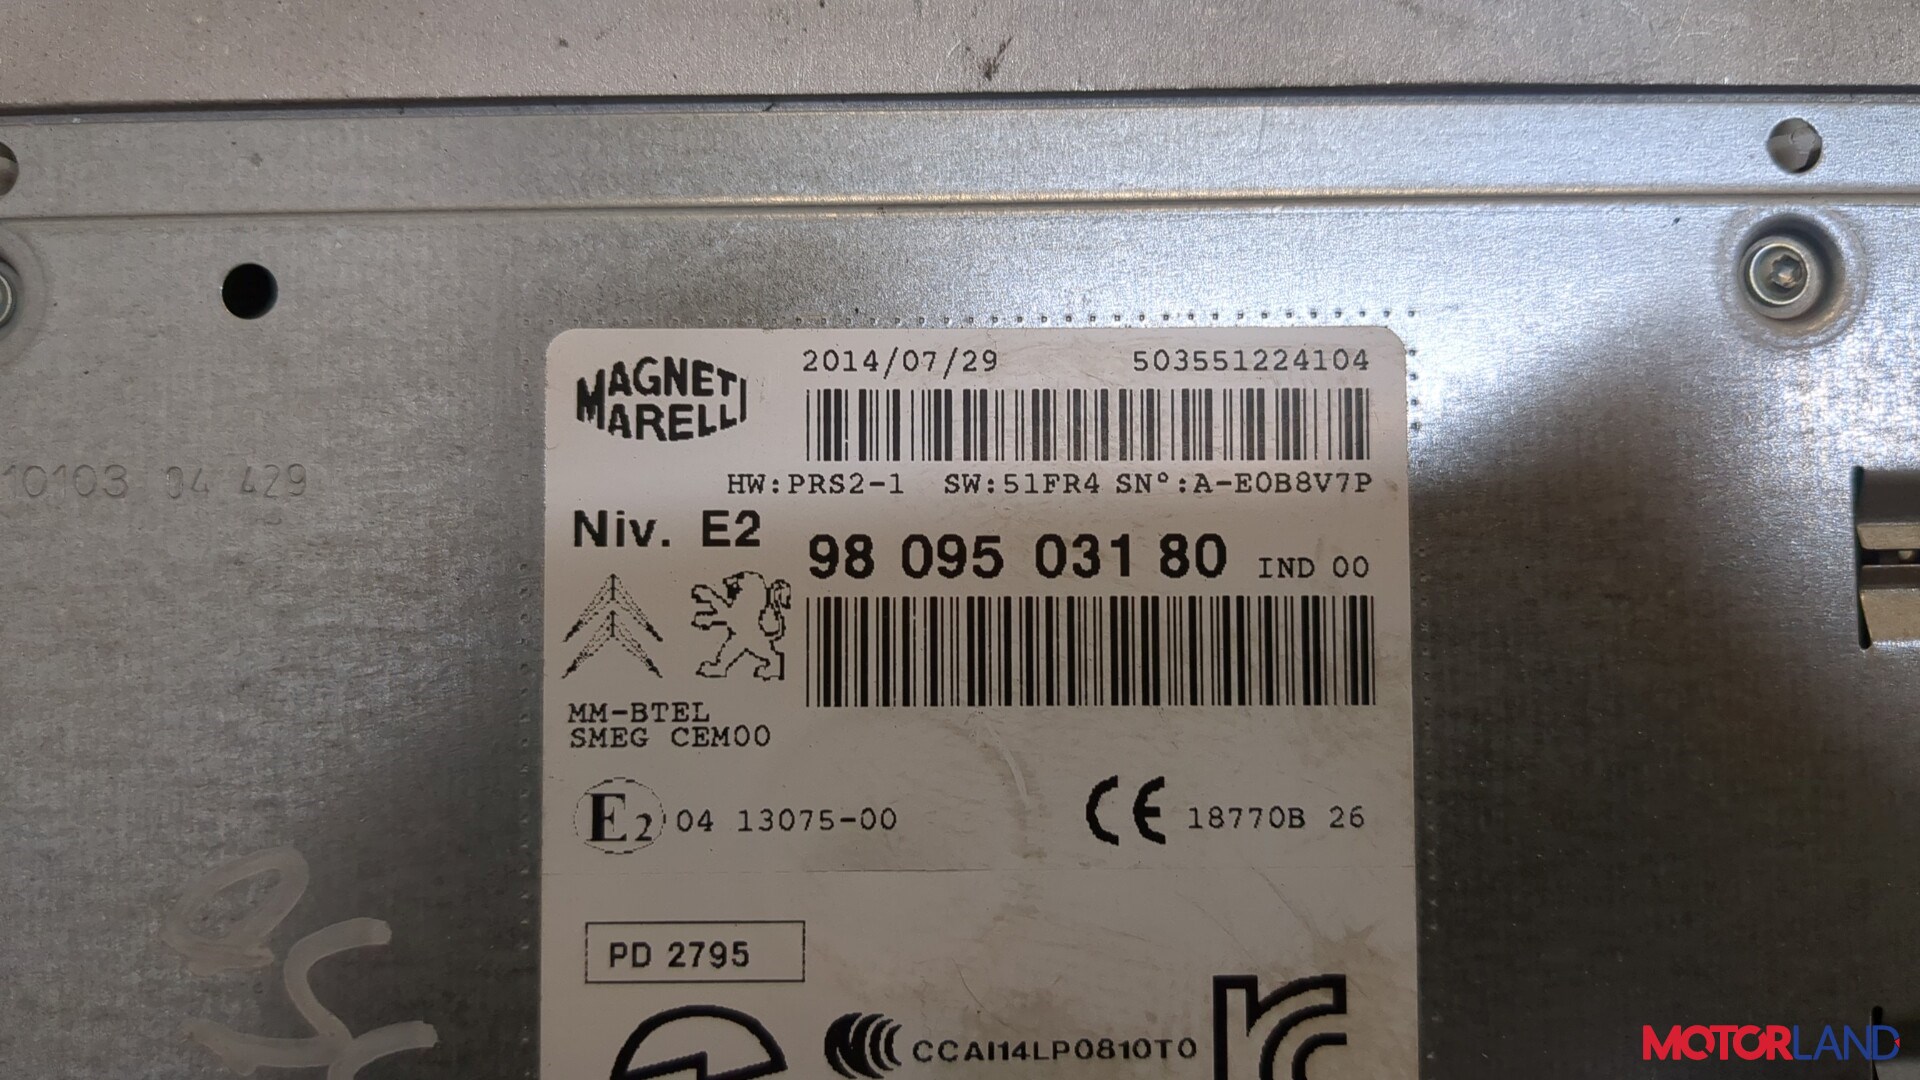 MAGNETI
MARELLI
2014/07/29 503551224104
HW:PRS2-1 SW:51FR4 SN°:A-E0B8V7P
Niv. E2
98 095 031 80 IND 00
MM-BTEL
SMEG CEM00
E2 04 13075-00
CE 18770B 26
PD 2795
CCAI14LP0810T0
10103 04 429
MOTORLAND